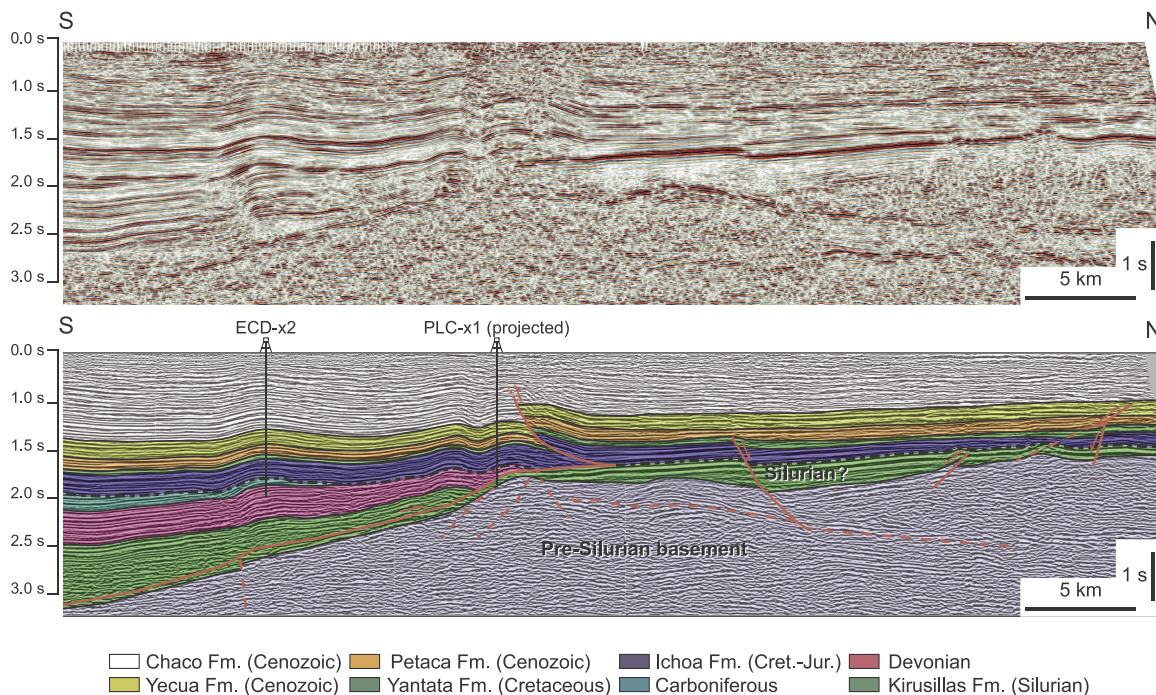 S N
0.0 s
1.0 s
1.5 s
2.0 s
2.5 s
3.0 s
1 s
5 km
S N
ECD-x2 PLC-x1 (projected)
0.0 s
1.0 s
1.5 s
2.0 s
2.5 s
3.0 s
Silurian?
Pre-Silurian basement
1 s
5 km
Chaco Fm. (Cenozoic) Petaca Fm. (Cenozoic) Ichoa Fm. (Cret.-Jur.) Devonian
Yecua Fm. (Cenozoic) Yantata Fm. (Cretaceous) Carboniferous Kirusillas Fm. (Silurian)